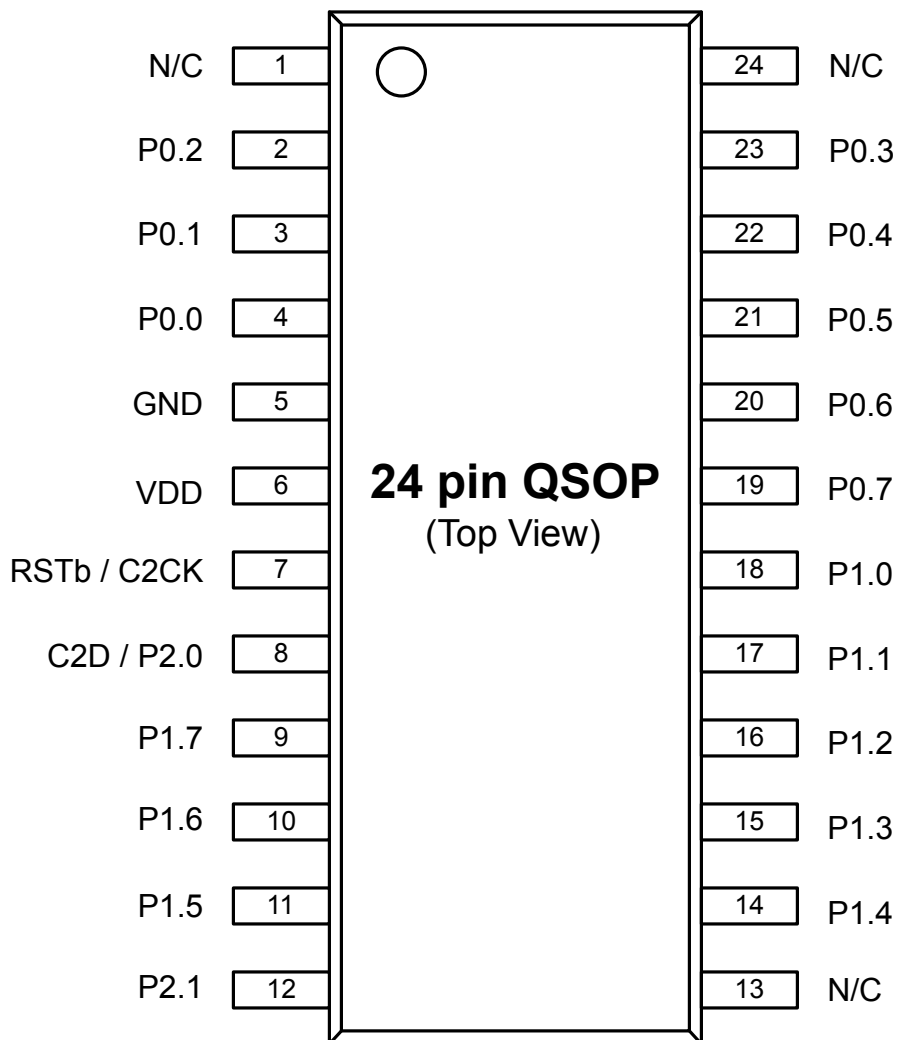 N/C 1 24 N/C
P0.2 2 23 P0.3
P0.1 3 22 P0.4
P0.0 4 21 P0.5
GND 5 20 P0.6
VDD 6 19 P0.7
24 pin QSOP
(Top View)
RSTb / C2CK 7 18 P1.0
C2D / P2.0 8 17 P1.1
P1.7 9 16 P1.2
P1.6 10 15 P1.3
P1.5 11 14 P1.4
P2.1 12 13 N/C